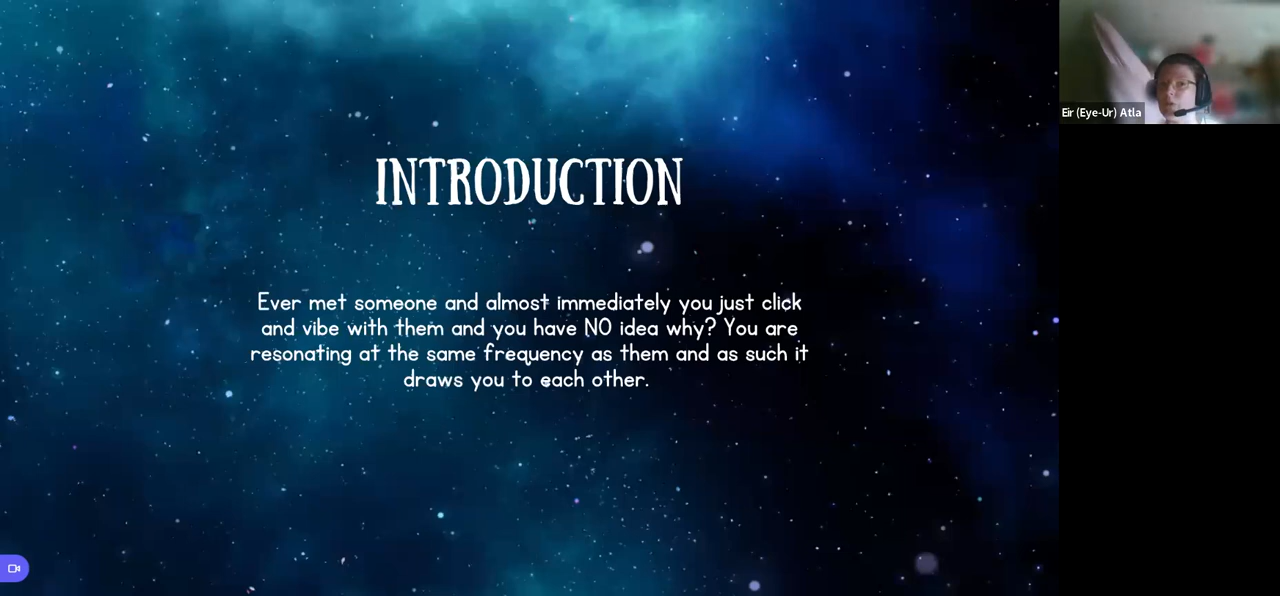 INTRODUCTION
Ever met someone and almost immediately you just click
and vibe with them and you have NO idea why? You are
resonating at the same frequency as them and as such it
draws you to each other.
Eir (Eye-Ur) Atla